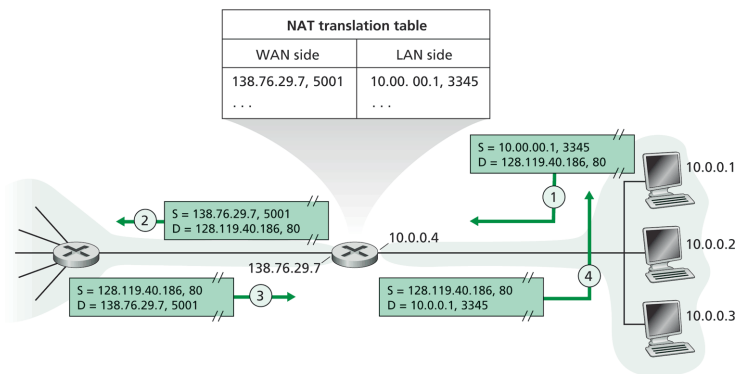 NAT translation table
WAN side LAN side
138.76.29.7, 5001 10.00. 00.1, 3345
. . . . . .
S = 10.00.00.1, 3345
D = 128.119.40.186, 80
1
10.0.0.1
2
S = 138.76.29.7, 5001
D = 128.119.40.186, 80
10.0.0.4
10.0.0.2
138.76.29.7
4
S = 128.119.40.186, 80
D = 138.76.29.7, 5001
3
S = 128.119.40.186, 80
D = 10.0.0.1, 3345
10.0.0.3